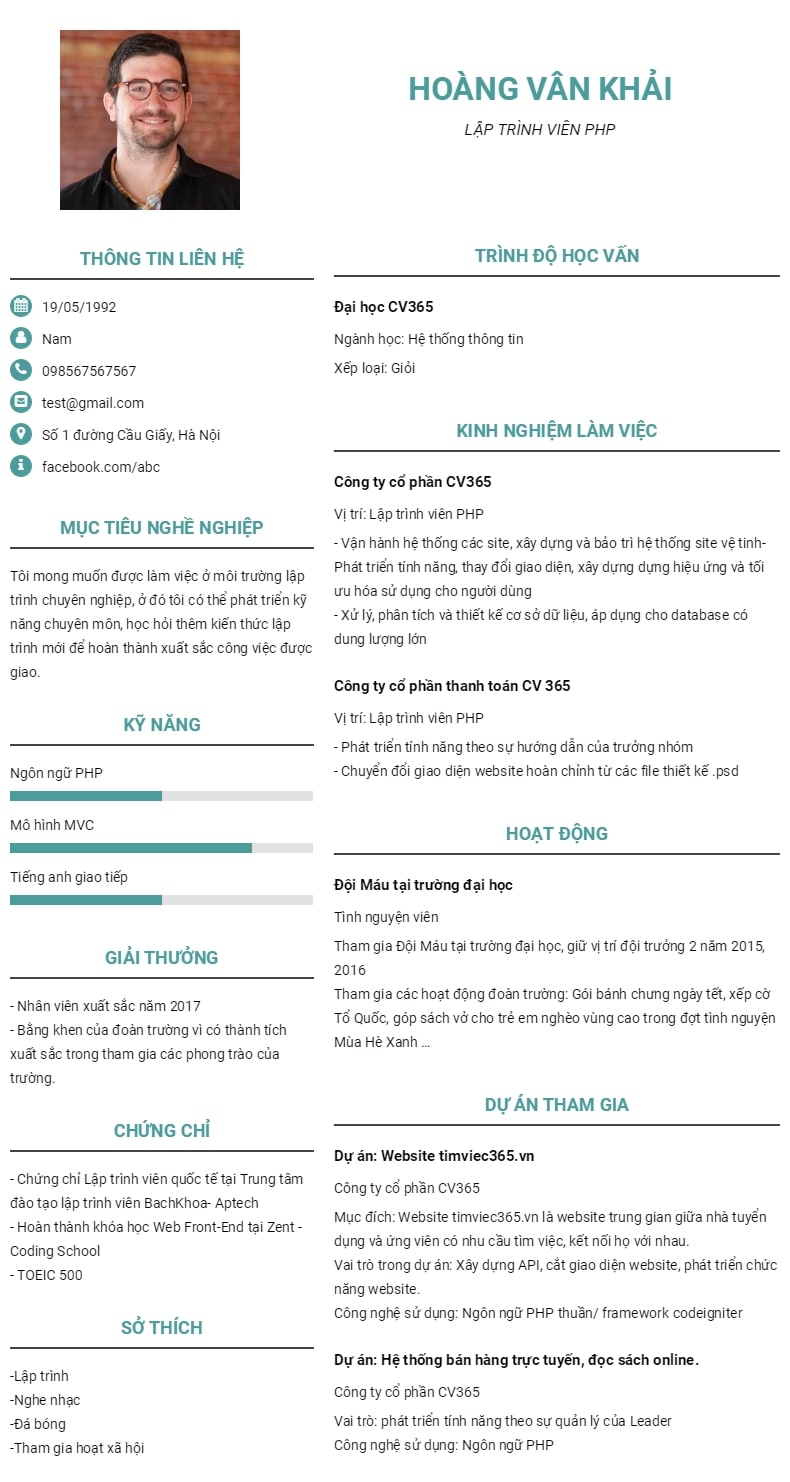 HOÀNG VÂN KHẢI
LẬP TRÌNH VIÊN PHP
THÔNG TIN LIÊN HỆ
19/05/1992
Nam
098567567567
test@gmail.com
Số 1 đường Cầu Giấy, Hà Nội
facebook.com/abc
MỤC TIÊU NGHỀ NGHIỆP
Tôi mong muốn được làm việc ở môi trường lập
trình chuyên nghiệp, ở đó tôi có thể phát triển kỹ
năng chuyên môn, học hỏi thêm kiến thức lập
trình mới để hoàn thành xuất sắc công việc được
giao.
KỸ NĂNG
Ngôn ngữ PHP
Mô hình MVC
Tiếng anh giao tiếp
GIẢI THƯỞNG
- Nhân viên xuất sắc năm 2017
- Bằng khen của đoàn trường vì có thành tích
xuất sắc trong tham gia các phong trào của
trường.
CHỨNG CHỈ
- Chứng chỉ Lập trình viên quốc tế tại Trung tâm
đào tạo lập trình viên BachKhoa- Aptech
- Hoàn thành khóa học Web Front-End tại Zent -
Coding School
- TOEIC 500
SỞ THÍCH
-Lập trình
-Nghe nhạc
-Đá bóng
-Tham gia hoạt xã hội
TRÌNH ĐỘ HỌC VẤN
Đại học CV365
Ngành học: Hệ thống thông tin
Xếp loại: Giỏi
KINH NGHIỆM LÀM VIỆC
Công ty cổ phần CV365
Vị trí: Lập trình viên PHP
- Vận hành hệ thống các site, xây dựng và bảo trì hệ thống site vệ tinh-
Phát triển tính năng, thay đổi giao diện, xây dựng dựng hiệu ứng và tối
ưu hóa sử dụng cho người dùng
- Xử lý, phân tích và thiết kế cơ sở dữ liệu, áp dụng cho database có
dung lượng lớn
Công ty cổ phần thanh toán CV 365
Vị trí: Lập trình viên PHP
- Phát triển tính năng theo sự hướng dẫn của trưởng nhóm
- Chuyển đổi giao diện website hoàn chỉnh từ các file thiết kế .psd
HOẠT ĐỘNG
Đội Máu tại trường đại học
Tình nguyện viên
Tham gia Đội Máu tại trường đại học, giữ vị trí đội trưởng 2 năm 2015,
2016
Tham gia các hoạt động đoàn trường: Gói bánh chưng ngày tết, xếp cờ
Tổ Quốc, góp sách vở cho trẻ em nghèo vùng cao trong đợt tình nguyện
Mùa Hè Xanh ...
DỰ ÁN THAM GIA
Dự án: Website timviec365.vn
Công ty cổ phần CV365
Mục đích: Website timviec365.vn là website trung gian giữa nhà tuyển
dụng và ứng viên có nhu cầu tìm việc, kết nối họ với nhau.
Vai trò trong dự án: Xây dựng API, cắt giao diện website, phát triển chức
năng website.
Công nghệ sử dụng: Ngôn ngữ PHP thuần/ framework codeigniter
Dự án: Hệ thống bán hàng trực tuyến, đọc sách online.
Công ty cổ phần CV365
Vai trò: phát triển tính năng theo sự quản lý của Leader
Công nghệ sử dụng: Ngôn ngữ PHP